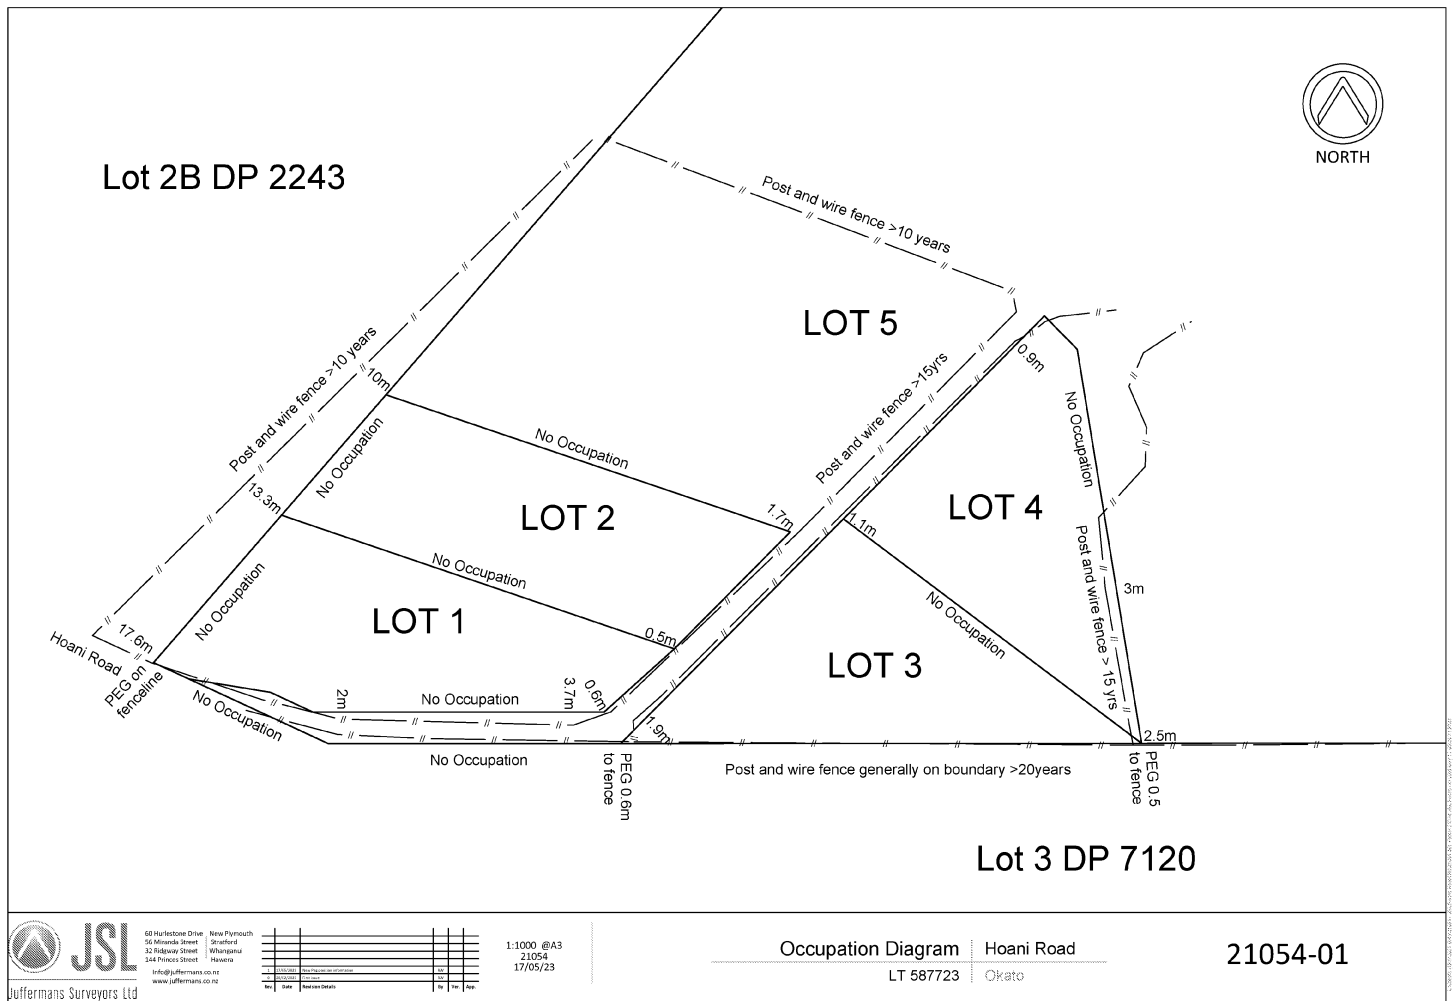 Lot 2B DP 2243
NORTH
Post and wire fence >10 years
LOT 5
Post and wire fence >10 years
10m
0.9m
Post and wire fence >15yrs
No Occupation
No Occupation
No Occupation
13.3m
LOT 2
1.7m
LOT 4
1.1m
No Occupation
No Occupation
Post and wire fence > 15 yrs
3m
No Occupation
LOT 1
0.5m
LOT 3
17.6m
Hoani Road
PEG on
fenceline
No Occupation
2m
No Occupation
3.7m
0.6m
1.9m
2.5m
No Occupation
PEG 0.6m
to fence
Post and wire fence generally on boundary >20years
PEG 0.5
to fence
Lot 3 DP 7120
JSL
Juffermans Surveyors Ltd
60 Hurlestone Drive New Plymouth
56 Miranda Street Stratford
32 Ridgway Street Whanganui
144 Princes Street Hawera
info@juffermans.co.nz
www.juffermans.co.nz
Rev. Date Revision Details By Ver. App.
1:1000 @A3
21054
17/05/23
Occupation Diagram Hoani Road
LT 587723 Okato
21054-01